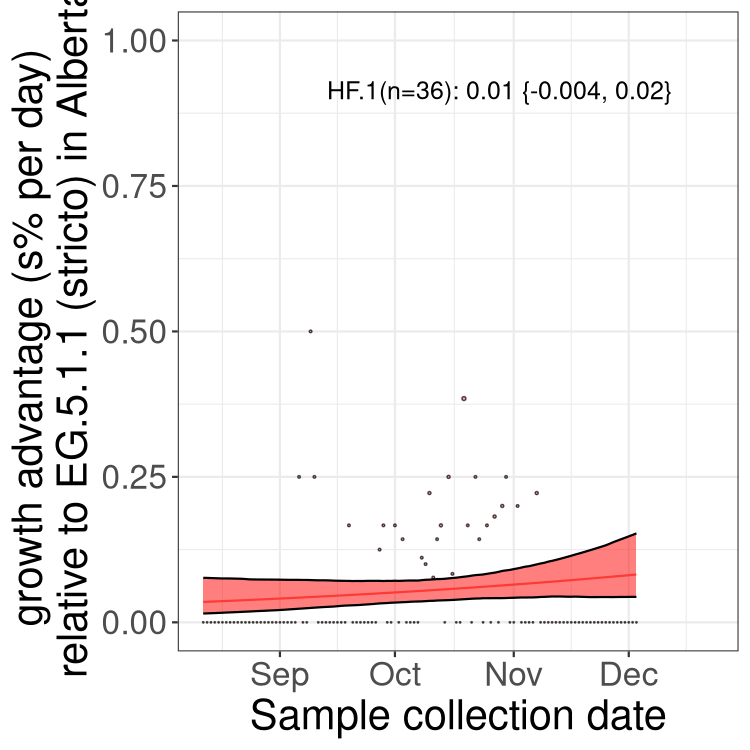 growth advantage (s% per day)
relative to EG.5.1.1 (stricto) in Alberta
1.00
0.75
0.50
0.25
0.00
HF.1(n=36): 0.01 {-0.004, 0.02}
Sep Oct Nov Dec
Sample collection date